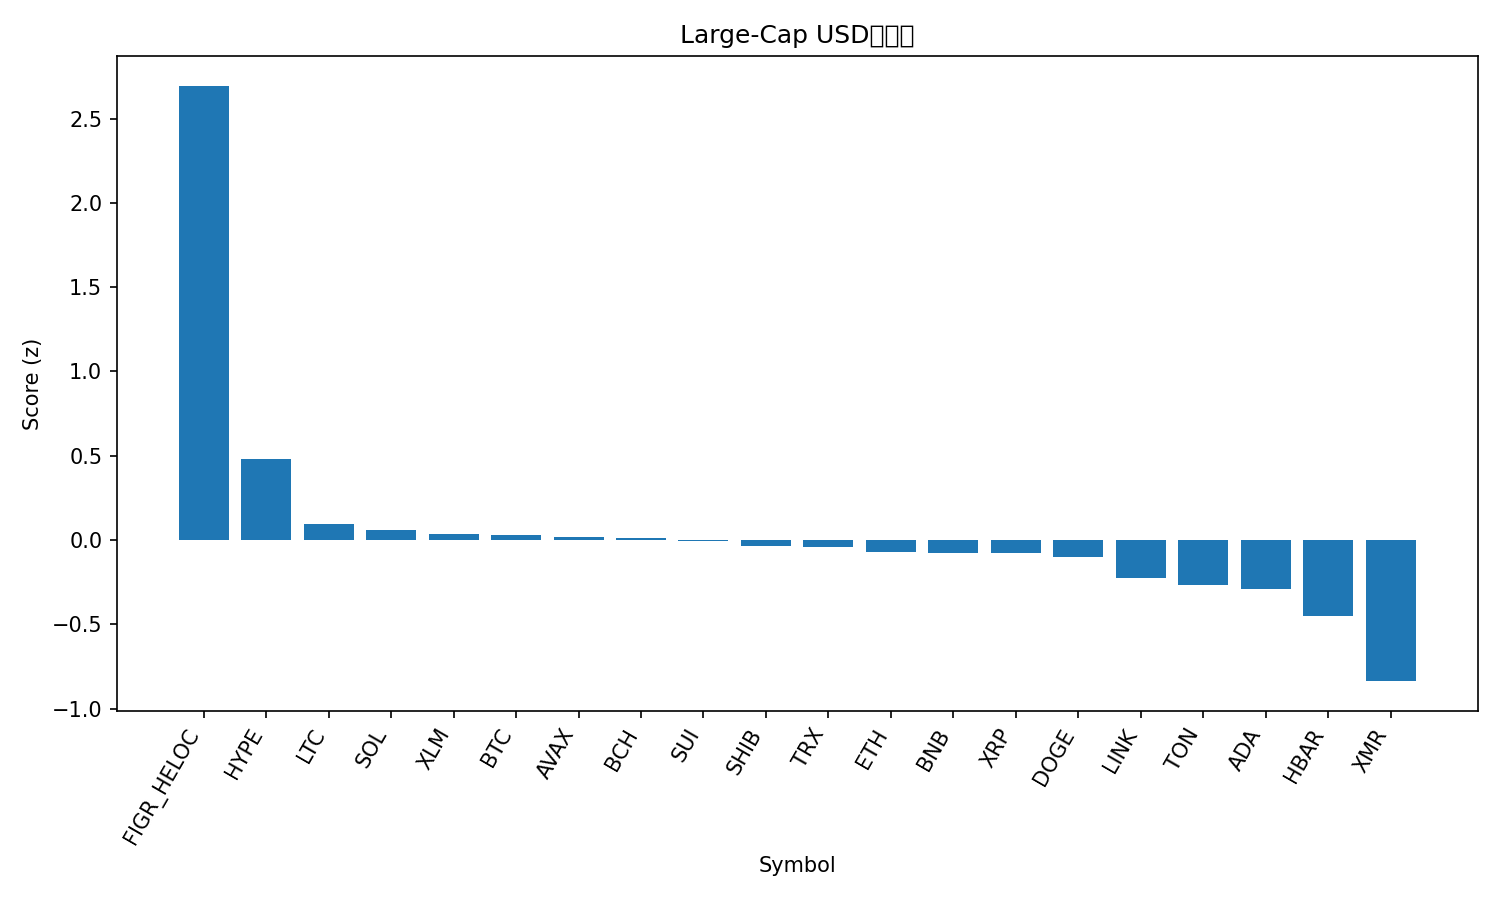 Large-Cap USD
Score (z)
2.5
2.0
1.5
1.0
0.5
0.0
−0.5
−1.0
FIGR_HELOC
HYPE
LTC
SOL
XLM
BTC
AVAX
BCH
SUI
SHIB
TRX
ETH
BNB
XRP
DOGE
LINK
TON
ADA
HBAR
XMR
Symbol